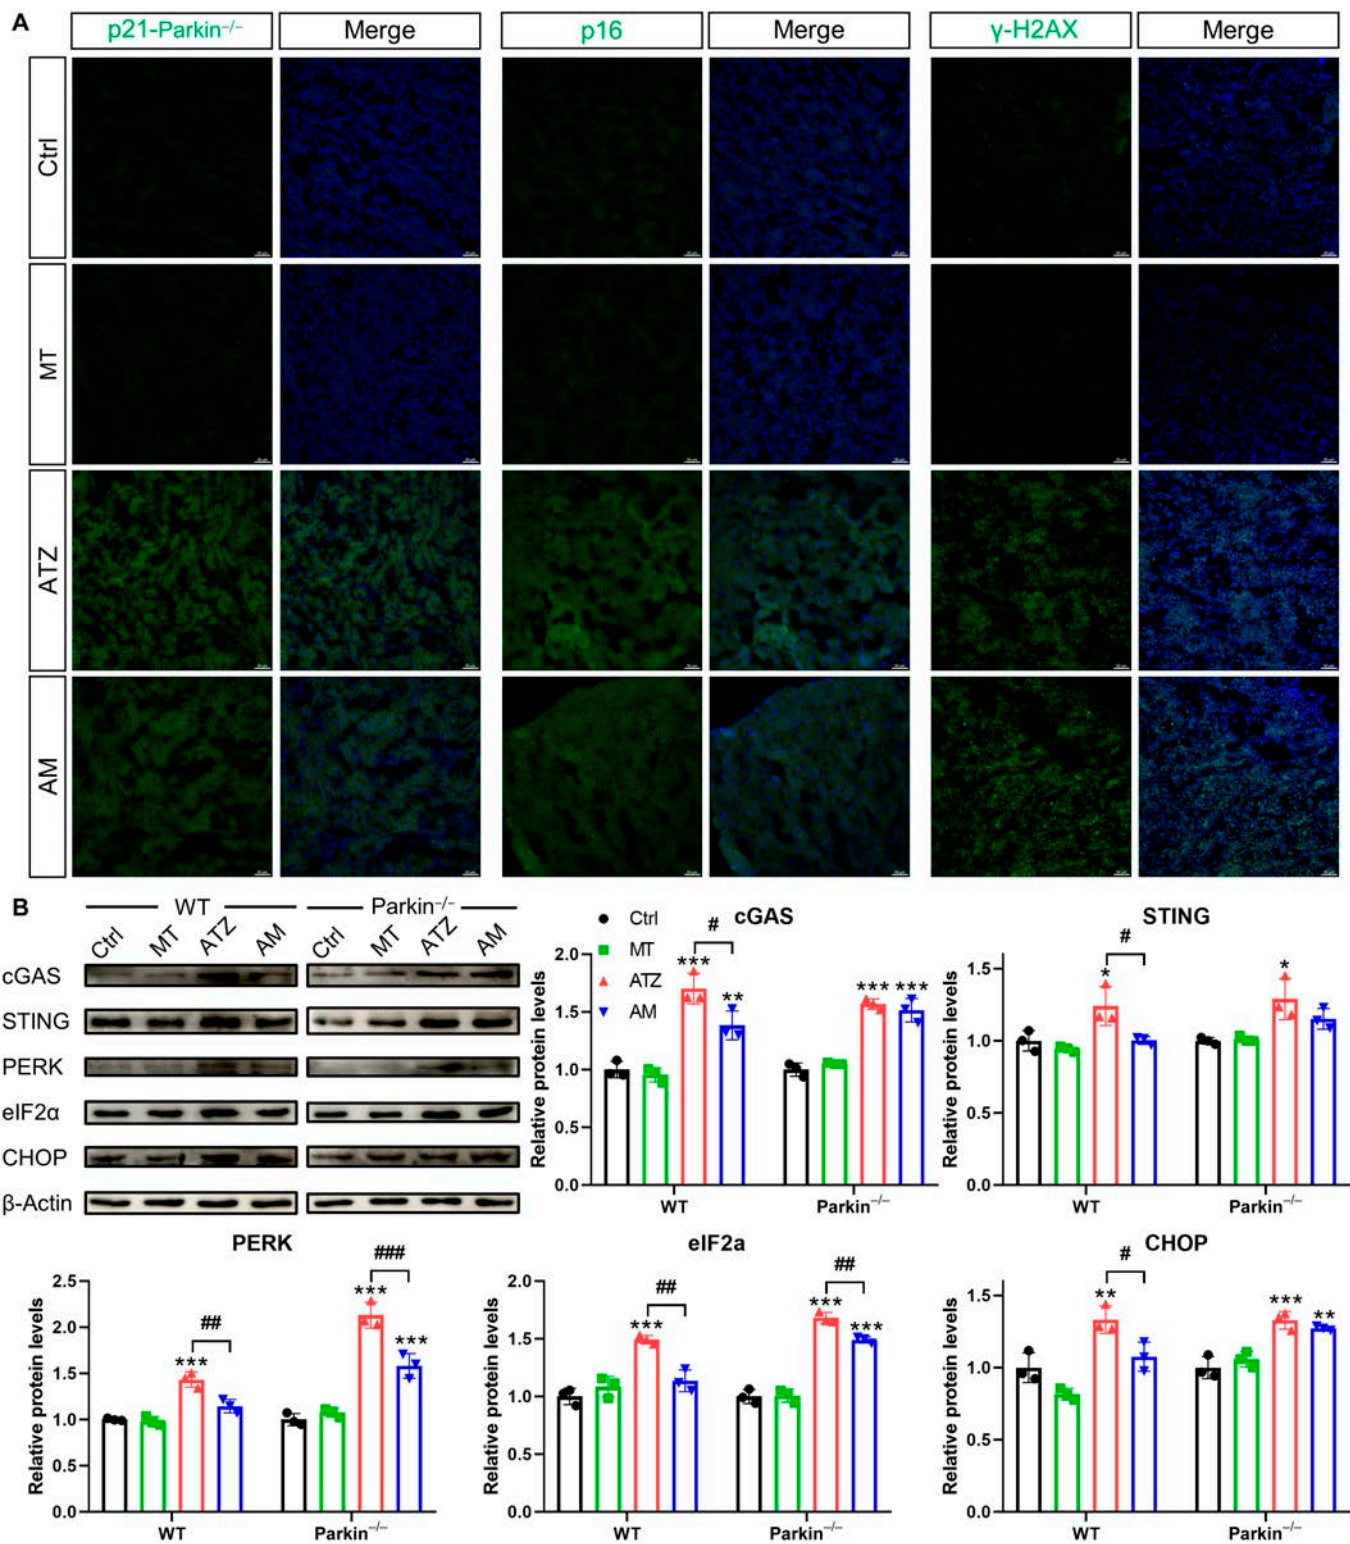 A
p21-Parkin⁻/⁻ Merge p16 Merge γ-H2AX Merge
Ctrl
MT
ATZ
AM
B
WT Parkin⁻/⁻
Ctrl MT ATZ AM Ctrl MT ATZ AM
cGAS
STING
PERK
eIF2α
CHOP
β-Actin
cGAS
Ctrl
MT
ATZ
AM
Relative protein levels
2.0
1.5
1.0
0.5
0.0
*** # ** *** ***
WT Parkin⁻/⁻
STING
Relative protein levels
1.5
1.0
0.5
0.0
* # *
WT Parkin⁻/⁻
PERK
Relative protein levels
2.5
2.0
1.5
1.0
0.5
0.0
*** ## *** ### ***
WT Parkin⁻/⁻
eIF2a
Relative protein levels
2.0
1.5
1.0
0.5
0.0
*** ## *** ## ***
WT Parkin⁻/⁻
CHOP
Relative protein levels
1.5
1.0
0.5
0.0
** # *** **
WT Parkin⁻/⁻